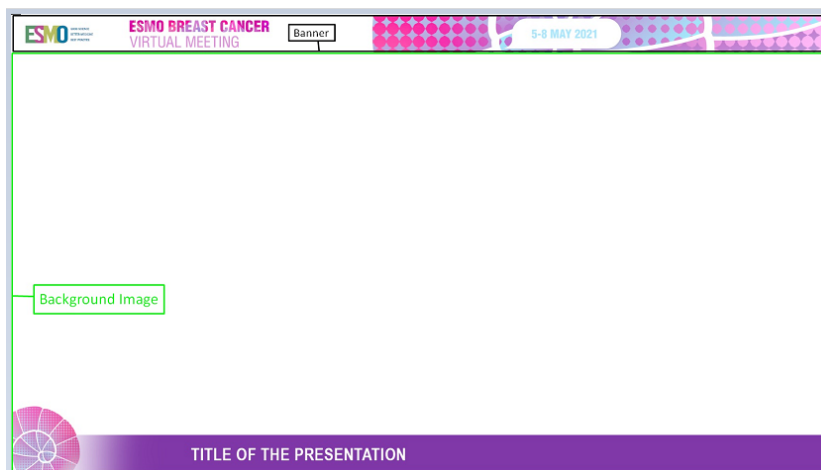 ESMO
ESMO BREAST CANCER
VIRTUAL MEETING
Banner
5-8 MAY 2021
Background Image
TITLE OF THE PRESENTATION